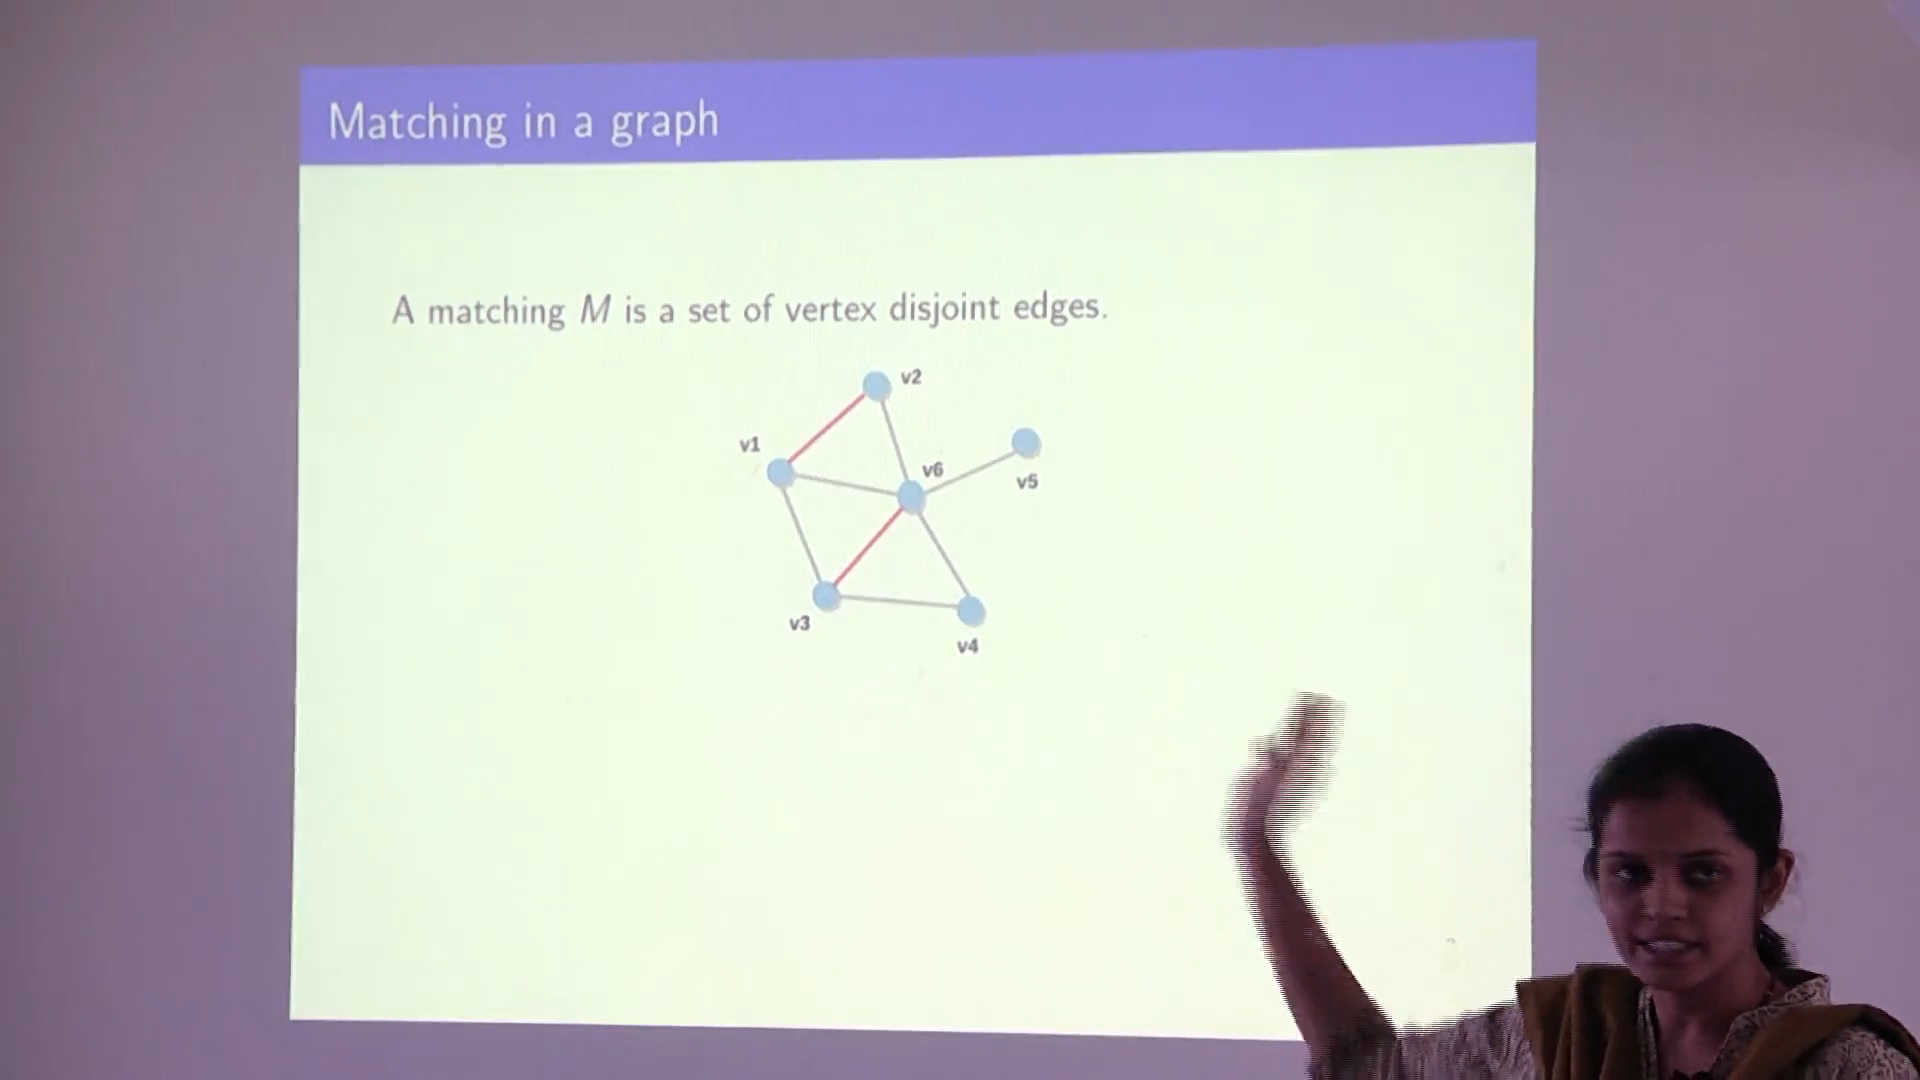 Matching in a graph
A matching M is a set of vertex disjoint edges.
v2
v1
v6
v5
v3
v4